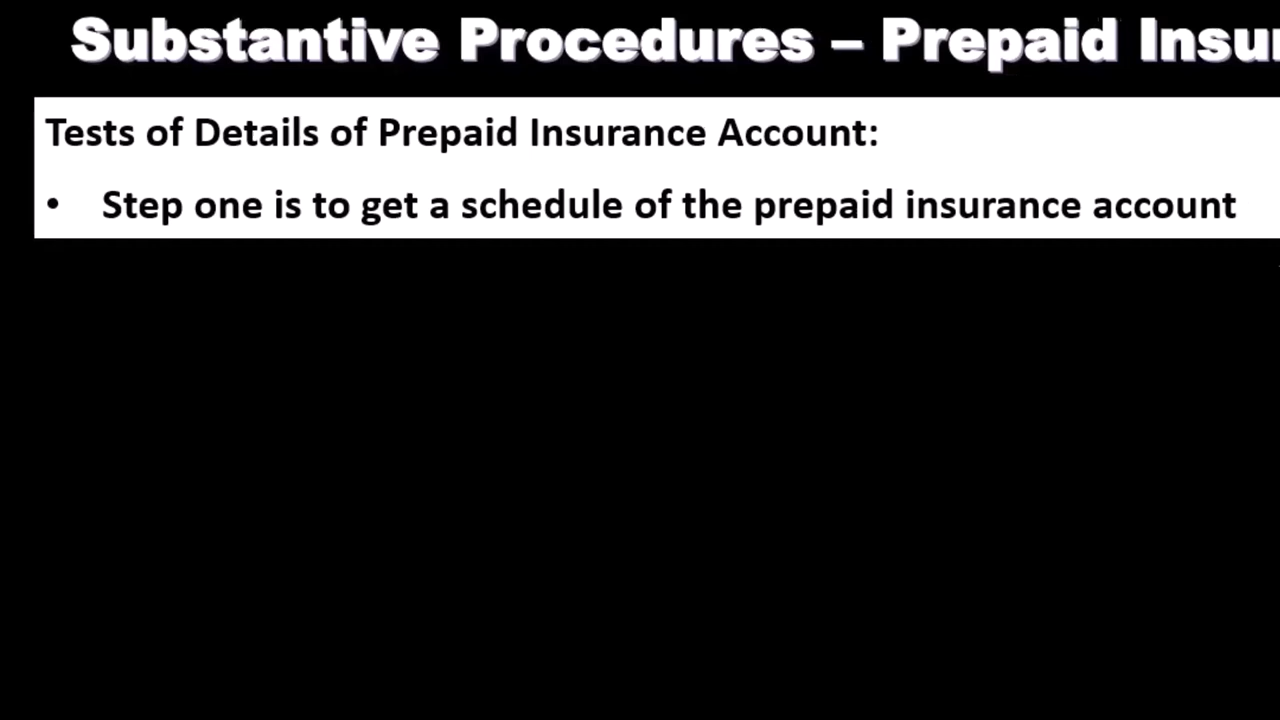 Substantive Procedures – Prepaid
Tests of Details of Prepaid Insurance Account:
• Step one is to get a schedule of the prepaid insurance account